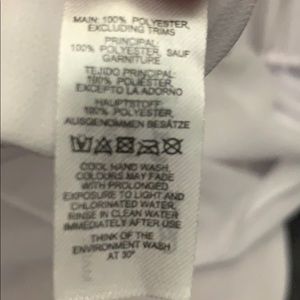 MAIN: 100% POLYESTER,
EXCLUDING TRIMS
PRINCIPAL:
100% POLYESTER, SAUF
GARNITURE
TEJIDO PRINCIPAL:
100% POLIÉSTER
EXCEPTO LA ADORNO
HAUPTSTOFF:
100% POLYESTER,
AUSGENOMMEN BESÄTZE
COOL HAND WASH
COLOURS MAY FADE
WITH PROLONGED
EXPOSURE TO LIGHT AND
CHLORINATED WATER,
RINSE IN CLEAN WATER
IMMEDIATELY AFTER USE
THINK OF THE
ENVIRONMENT WASH
AT 30°